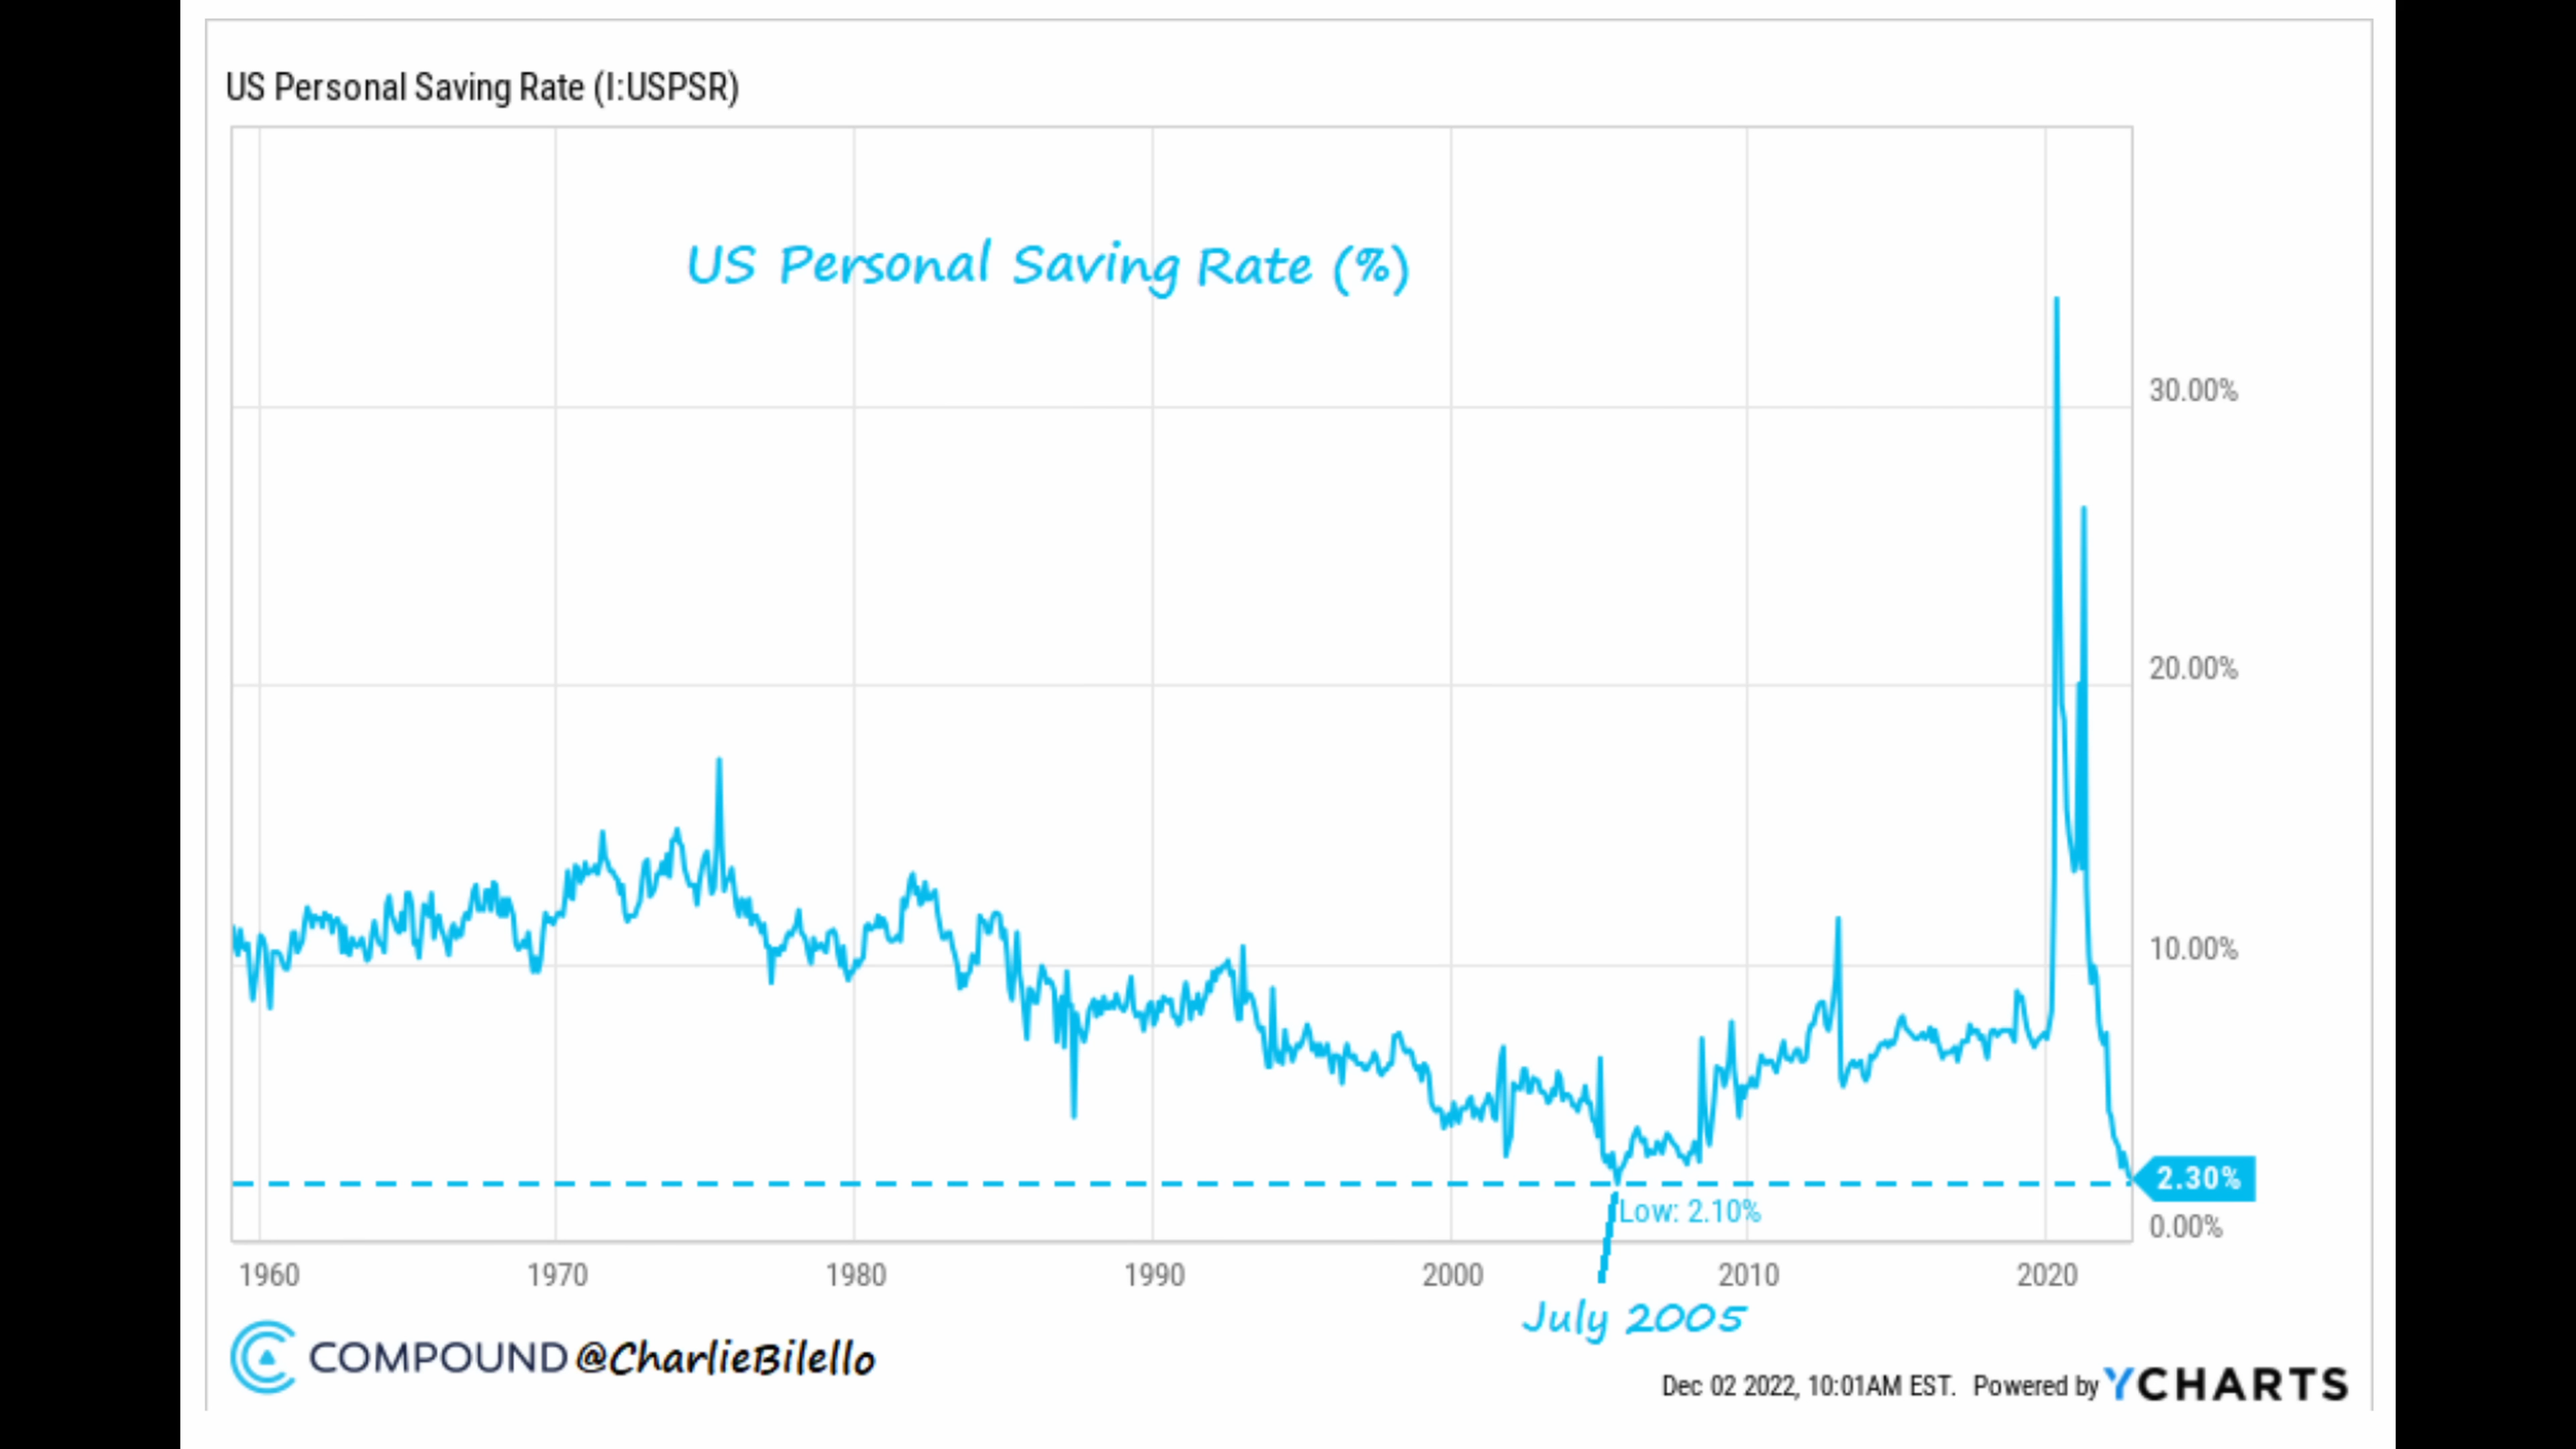 US Personal Saving Rate (I:USPSR)
US Personal Saving Rate (%)
30.00%
20.00%
10.00%
2.30%
Low: 2.10%
0.00%
1960 1970 1980 1990 2000 2010 2020
July 2005
COMPOUND @CharlieBilello
Dec 02 2022, 10:01AM EST. Powered by YCHARTS